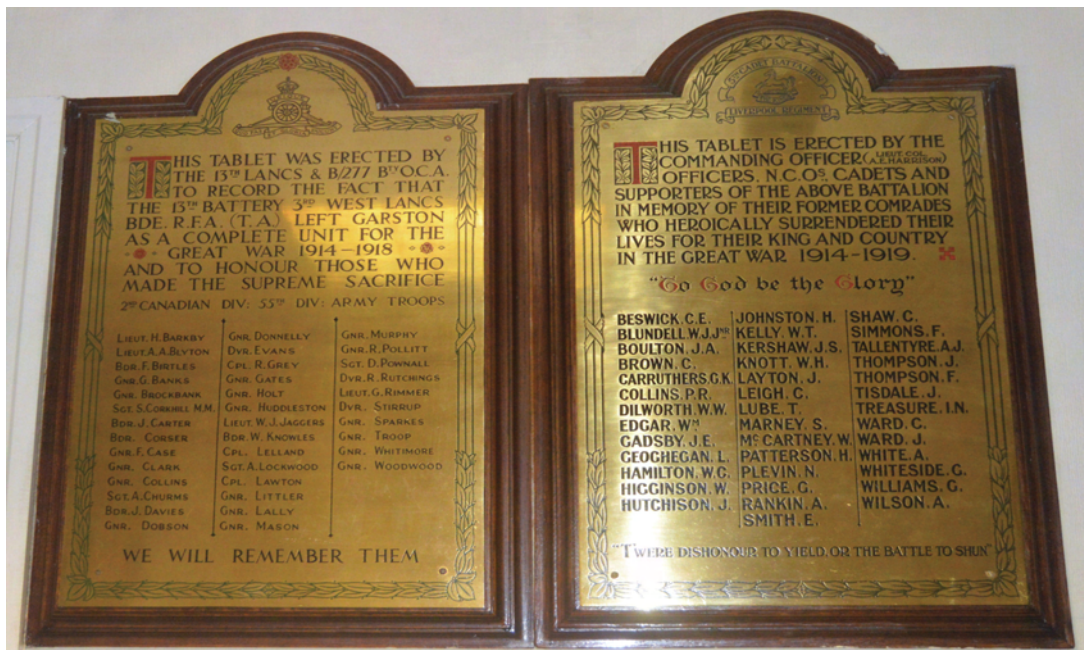 THIS TABLET WAS ERECTED BY
THE 13TH LANCS & B/277 BTY O.C.A.
TO RECORD THE FACT THAT
THE 13TH BATTERY 3RD WEST LANCS
BDE. R.F.A. (T.A.) LEFT GARSTON
AS A COMPLETE UNIT FOR THE
GREAT WAR 1914–1918
AND TO HONOUR THOSE WHO
MADE THE SUPREME SACRIFICE
2ND CANADIAN DIV: 55TH DIV: ARMY TROOPS
LIEUT. H. BARKBY
LIEUT. A. A. BLYTON
BDR. F. BIRTLES
GNR. G. BANKS
GNR. BROCKBANK
SGT. S. CORKHILL M.M.
BDR. J. CARTER
BDR. CORSER
GNR. F. CASE
GNR. CLARK
GNR. COLLINS
SGT. A. CHURMS
BDR. J. DAVIES
GNR. DOBSON
GNR. DONNELLY
DVR. EVANS
CPL. R. GREY
GNR. GATES
GNR. HOLT
GNR. HUDDLESTON
LIEUT. W. J. JAGGERS
BDR. W. KNOWLES
CPL. LELLAND
SGT. A. LOCKWOOD
CPL. LAWTON
GNR. LITTLER
GNR. LALLY
GNR. MASON
GNR. MURPHY
GNR. R. POLLITT
SGT. D. POWNALL
DVR. R. RUTCHINGS
LIEUT. G. RIMMER
DVR. STIRRUP
GNR. SPARKES
GNR. TROOP
GNR. WHITIMORE
GNR. WOODWOOD
WE WILL REMEMBER THEM
5TH CADET BATTALION
LIVERPOOL REGIMENT
THIS TABLET IS ERECTED BY THE
COMMANDING OFFICER (LIEUT. COL. A.E. HARRISON)
OFFICERS, N.C.OS. CADETS AND
SUPPORTERS OF THE ABOVE BATTALION
IN MEMORY OF THEIR FORMER COMRADES
WHO HEROICALLY SURRENDERED THEIR
LIVES FOR THEIR KING AND COUNTRY
IN THE GREAT WAR 1914–1919.
"To God be the Glory"
BESWICK. C.E.
BLUNDELL. W.J. JNR
BOULTON. J.A.
BROWN. C.
CARRUTHERS. G.K.
COLLINS. P.R.
DILWORTH. W.W.
EDGAR. WM
GADSBY. J.E.
GEOGHEGAN. L.
HAMILTON. W.C.
HIGGINSON. W.
HUTCHISON. J.
JOHNSTON. H.
KELLY. W.T.
KERSHAW. J.S.
KNOTT. W.H.
LAYTON. J.
LEIGH. C.
LUBE. T.
MARNEY. S.
MCCARTNEY. W.
PATTERSON. H.
PLEVIN. N.
PRICE. G.
RANKIN. A.
SMITH. E.
SHAW. C.
SIMMONS. F.
TALLENTYRE. A.J.
THOMPSON. J.
THOMPSON. F.
TISDALE. J.
TREASURE. I.N.
WARD. C.
WARD. J.
WHITE. A.
WHITESIDE. G.
WILLIAMS. G.
WILSON. A.
"TWERE DISHONOUR TO YIELD, OR THE BATTLE TO SHUN"